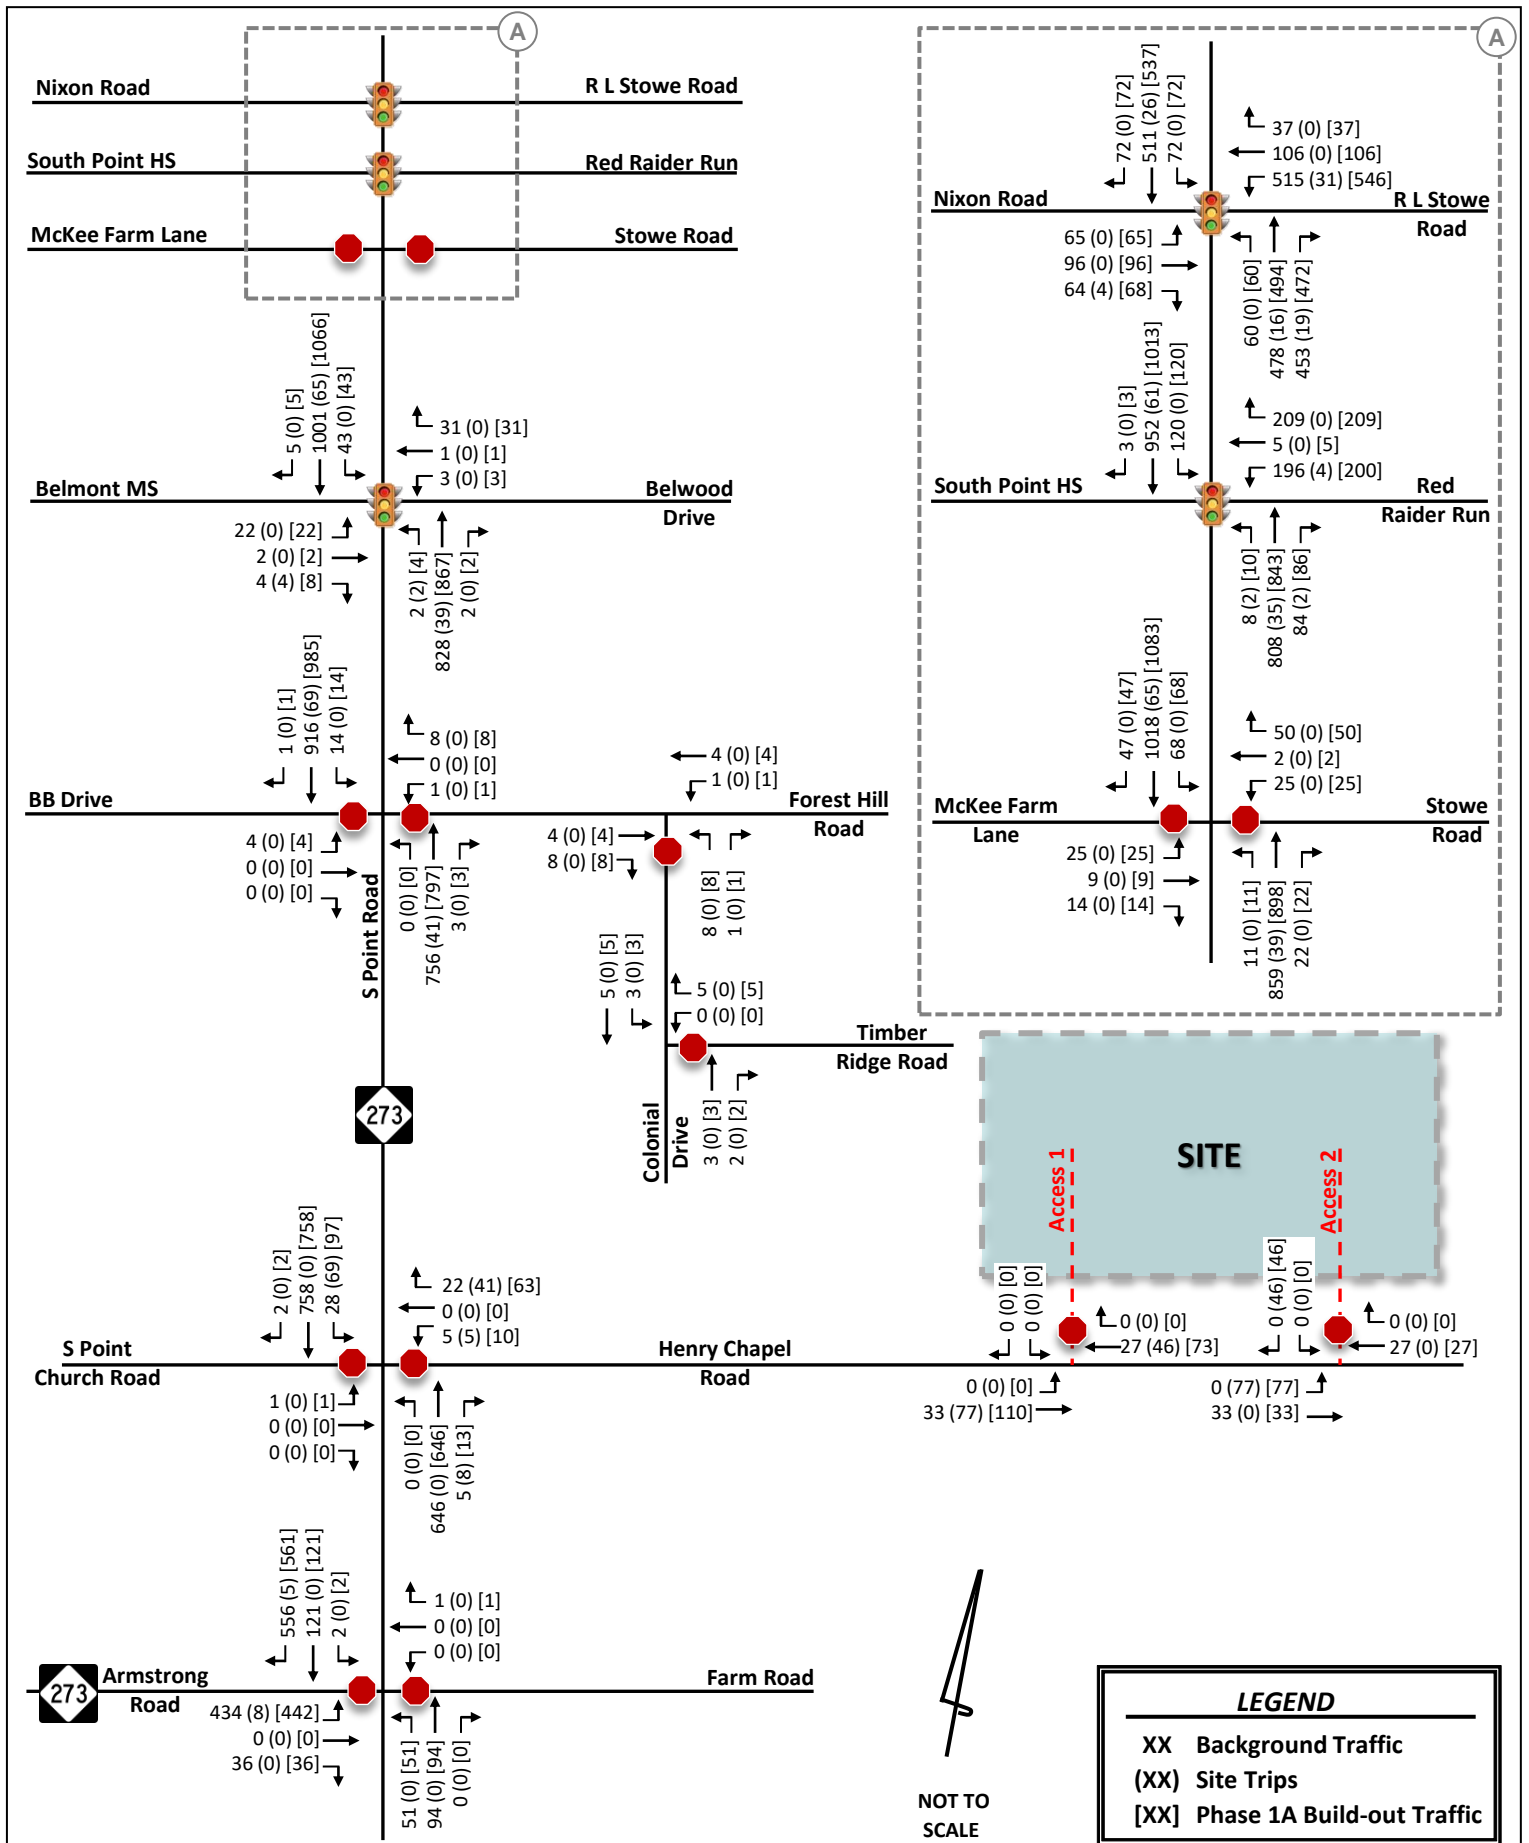 A
Nixon Road
R L Stowe Road
South Point HS
Red Raider Run
McKee Farm Lane
Stowe Road
5 (0) [5]
1001 (65) [1066]
43 (0) [43]
31 (0) [31]
1 (0) [1]
3 (0) [3]
Belmont MS
Belwood
Drive
22 (0) [22]
2 (0) [2]
4 (4) [8]
2 (2) [4]
828 (39) [867]
2 (0) [2]
1 (0) [1]
916 (69) [985]
14 (0) [14]
8 (0) [8]
0 (0) [0]
1 (0) [1]
BB Drive
Forest Hill
Road
4 (0) [4]
0 (0) [0]
0 (0) [0]
0 (0) [0]
756 (41) [797]
3 (0) [3]
4 (0) [4]
1 (0) [1]
4 (0) [4]
8 (0) [8]
8 (0) [8]
1 (0) [1]
S Point Road
5 (0) [5]
3 (0) [3]
5 (0) [5]
0 (0) [0]
Timber
Ridge Road
3 (0) [3]
2 (0) [2]
Colonial
Drive
273
2 (0) [2]
758 (0) [758]
28 (69) [97]
22 (41) [63]
0 (0) [0]
5 (5) [10]
S Point
Church Road
Henry Chapel
Road
1 (0) [1]
0 (0) [0]
0 (0) [0]
0 (0) [0]
646 (0) [646]
5 (8) [13]
556 (5) [561]
121 (0) [121]
2 (0) [2]
1 (0) [1]
0 (0) [0]
0 (0) [0]
273
Armstrong
Road
Farm Road
434 (8) [442]
0 (0) [0]
36 (0) [36]
51 (0) [51]
94 (0) [94]
0 (0) [0]
A
72 (0) [72]
511 (26) [537]
72 (0) [72]
37 (0) [37]
106 (0) [106]
515 (31) [546]
Nixon Road
R L Stowe
Road
65 (0) [65]
96 (0) [96]
64 (4) [68]
60 (0) [60]
478 (16) [494]
453 (19) [472]
3 (0) [3]
952 (61) [1013]
120 (0) [120]
209 (0) [209]
5 (0) [5]
196 (4) [200]
South Point HS
Red
Raider Run
8 (2) [10]
808 (35) [843]
84 (2) [86]
47 (0) [47]
1018 (65) [1083]
68 (0) [68]
50 (0) [50]
2 (0) [2]
25 (0) [25]
McKee Farm
Lane
Stowe
Road
25 (0) [25]
9 (0) [9]
14 (0) [14]
11 (0) [11]
859 (39) [898]
22 (0) [22]
SITE
Access 1
Access 2
0 (0) [0]
0 (0) [0]
0 (0) [0]
27 (46) [73]
0 (0) [0]
33 (77) [110]
0 (46) [46]
0 (0) [0]
0 (0) [0]
27 (0) [27]
0 (77) [77]
33 (0) [33]
NOT TO
SCALE
LEGEND
XX Background Traffic
(XX) Site Trips
[XX] Phase 1A Build-out Traffic